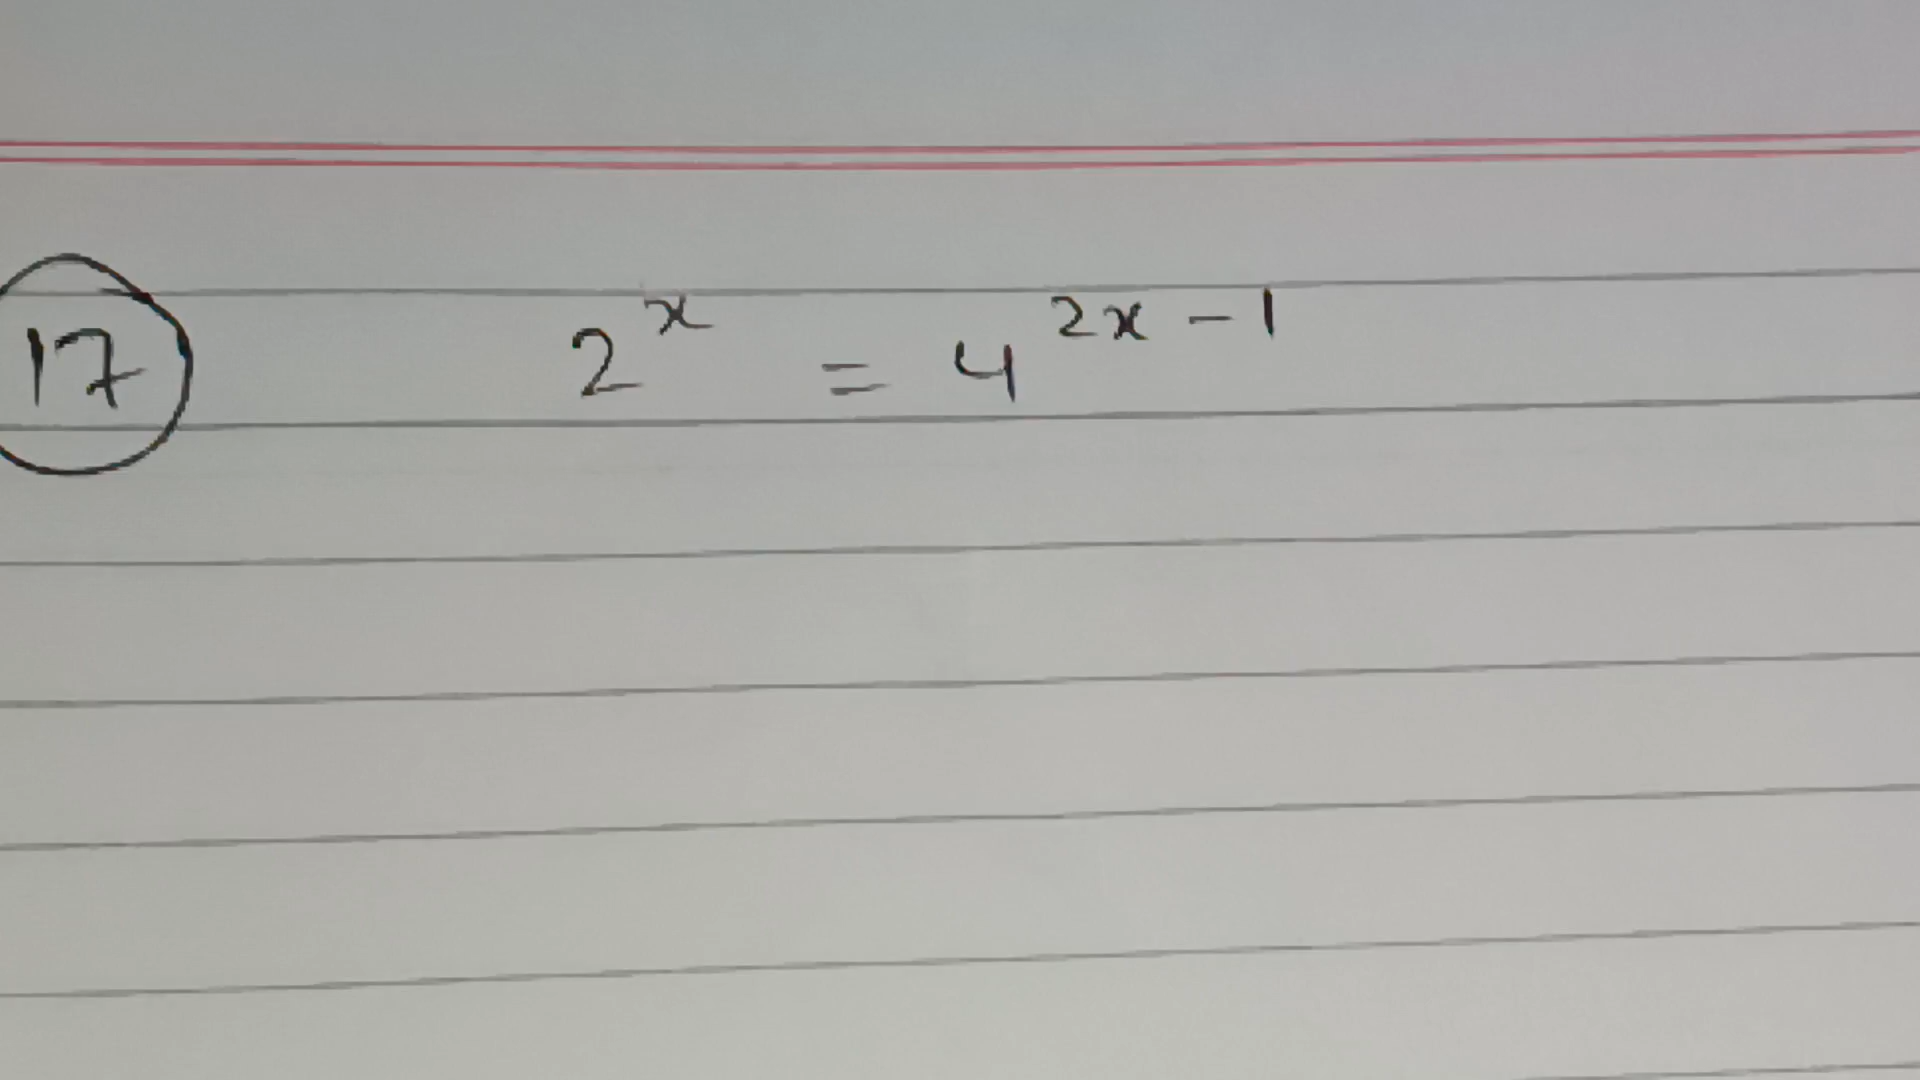 17 2^x = 4^{2x-1}